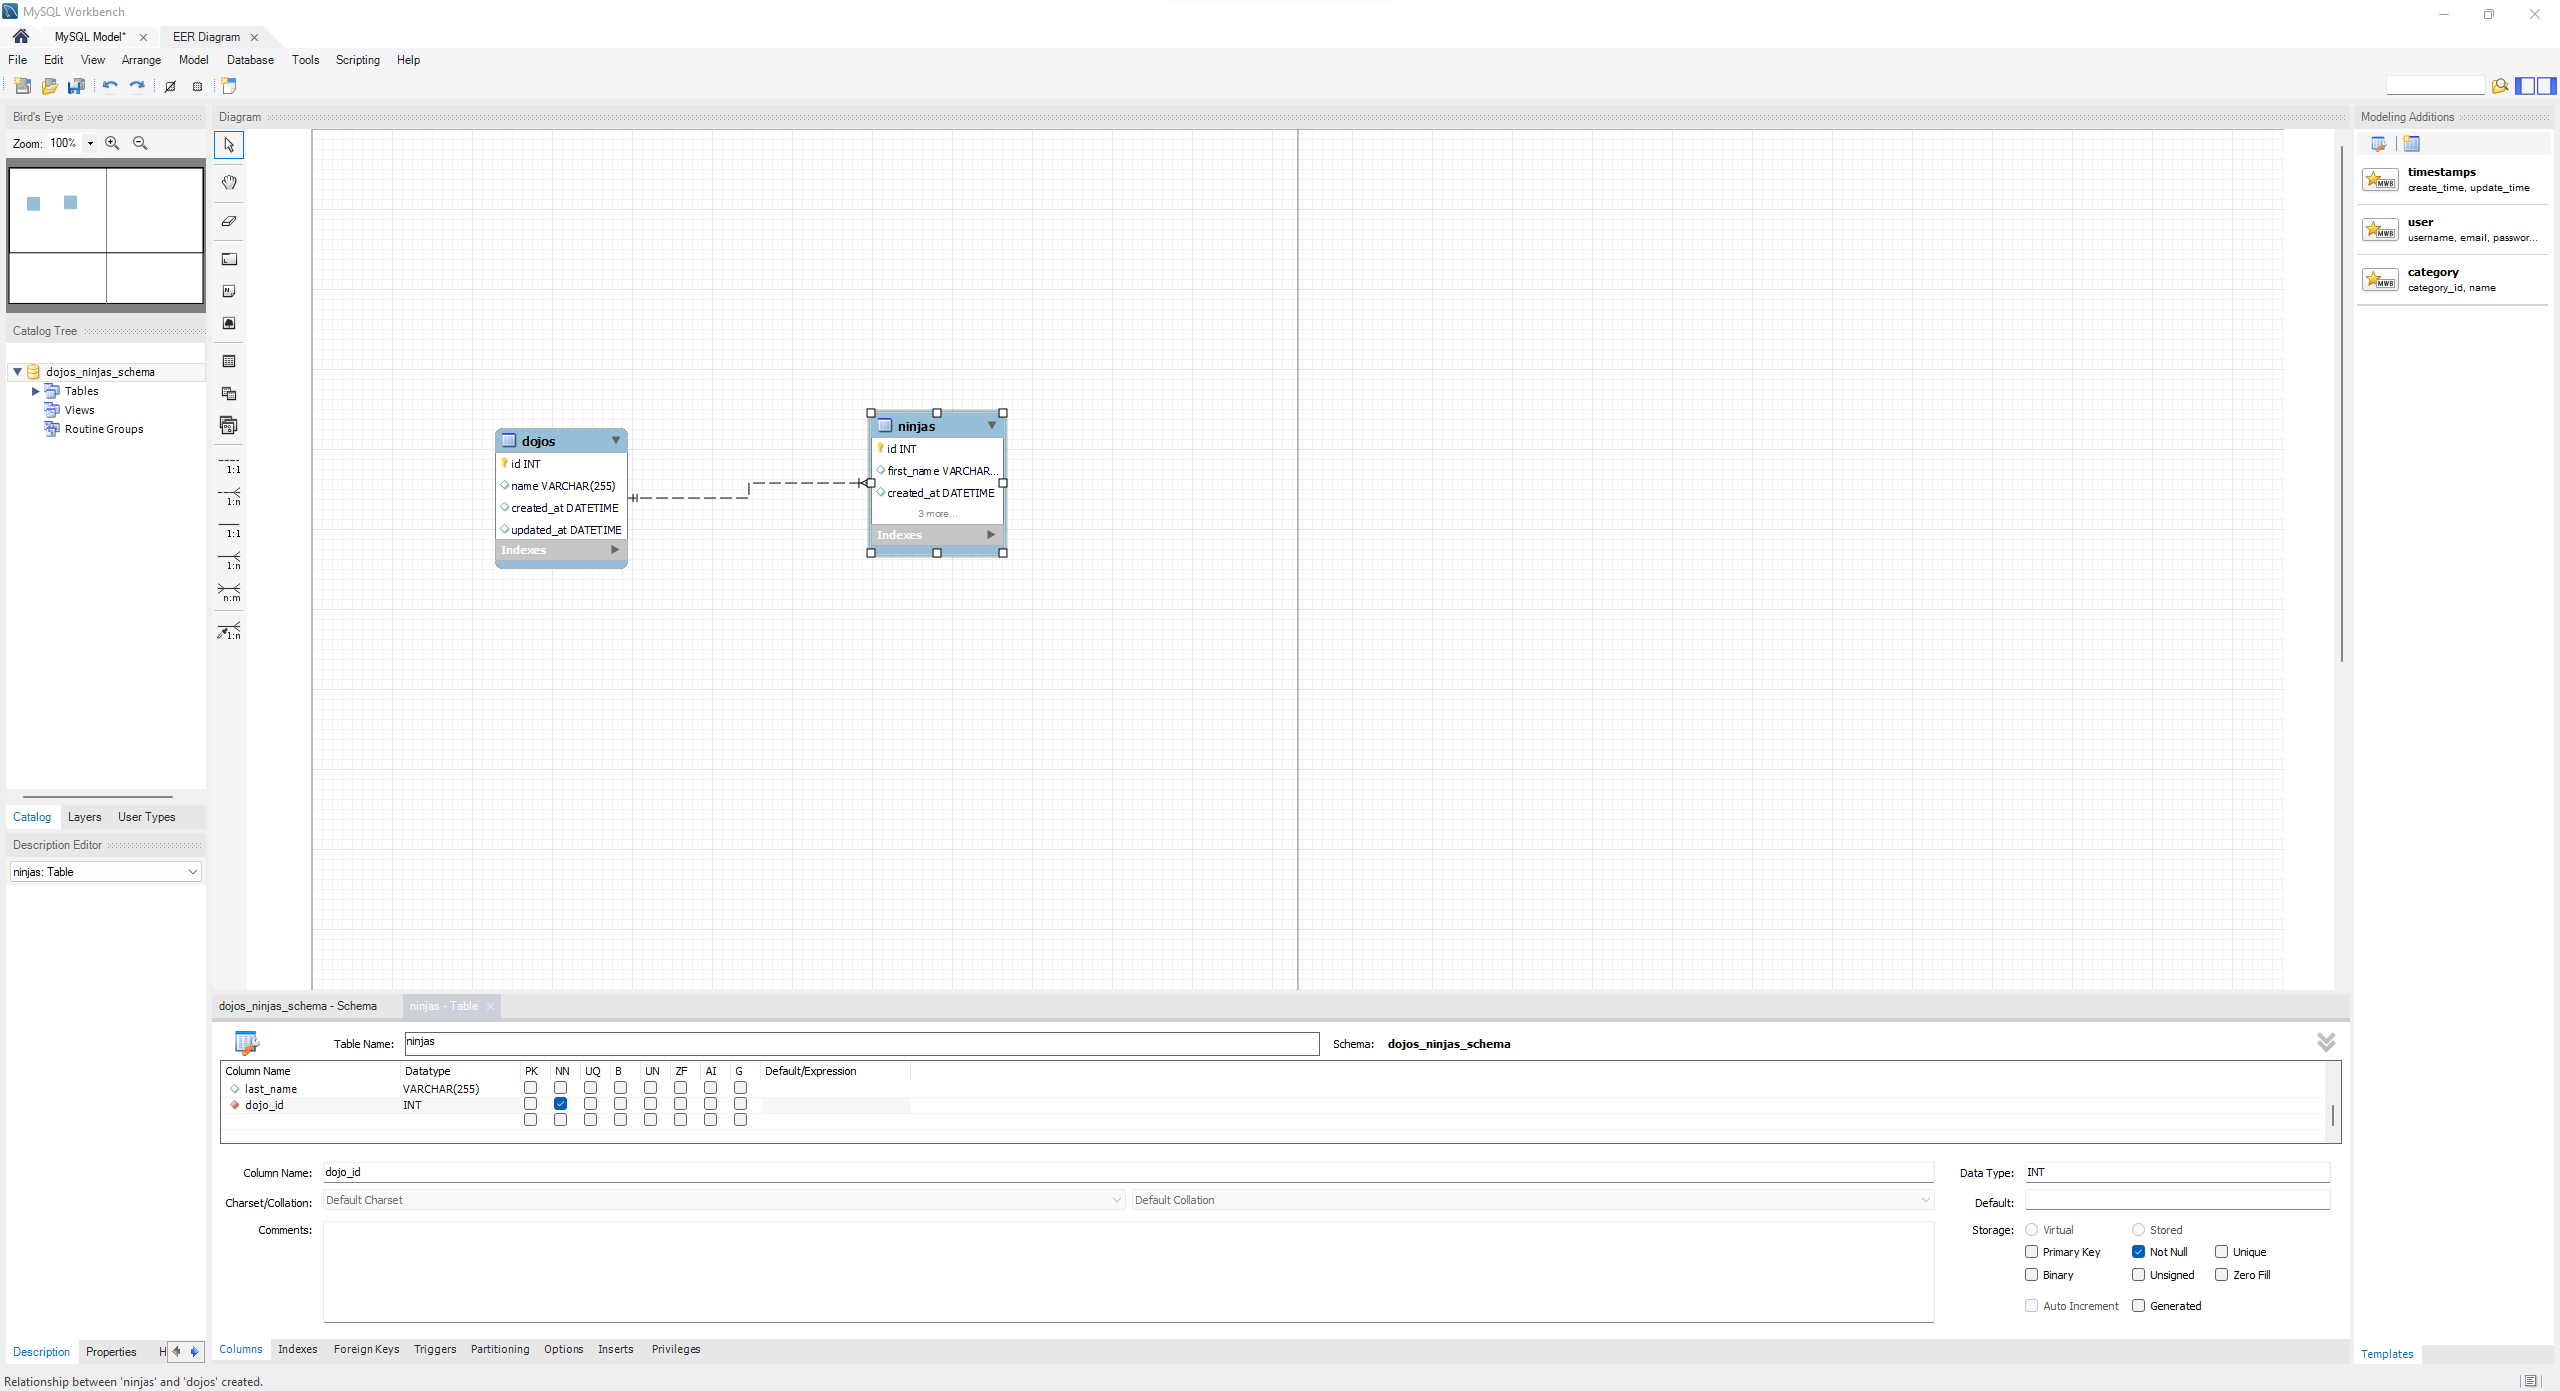 MySQL Workbench
MySQL Model* EER Diagram
File Edit View Arrange Model Database Tools Scripting Help
Bird's Eye
Zoom: 100%
Catalog Tree
dojos_ninjas_schema
Tables
Views
Routine Groups
Catalog Layers User Types
Description Editor
ninjas: Table
Description Properties H
Diagram
1:1
1:n
1:1
1:n
n:m
1:n
dojos
id INT
name VARCHAR(255)
created_at DATETIME
updated_at DATETIME
Indexes
ninjas
id INT
first_name VARCHAR...
created_at DATETIME
3 more...
Indexes
Modeling Additions
timestamps
create_time, update_time
user
username, email, passwor...
category
category_id, name
MWB
MWB
MWB
Templates
dojos_ninjas_schema - Schema ninjas - Table
Table Name: ninjas Schema: dojos_ninjas_schema
Column Name Datatype PK NN UQ B UN ZF AI G Default/Expression
last_name VARCHAR(255)
dojo_id INT
Column Name: dojo_id Data Type: INT
Charset/Collation: Default Charset Default Collation Default:
Comments: Storage: Virtual Stored
Primary Key Not Null Unique
Binary Unsigned Zero Fill
Auto Increment Generated
Columns Indexes Foreign Keys Triggers Partitioning Options Inserts Privileges
Relationship between 'ninjas' and 'dojos' created.